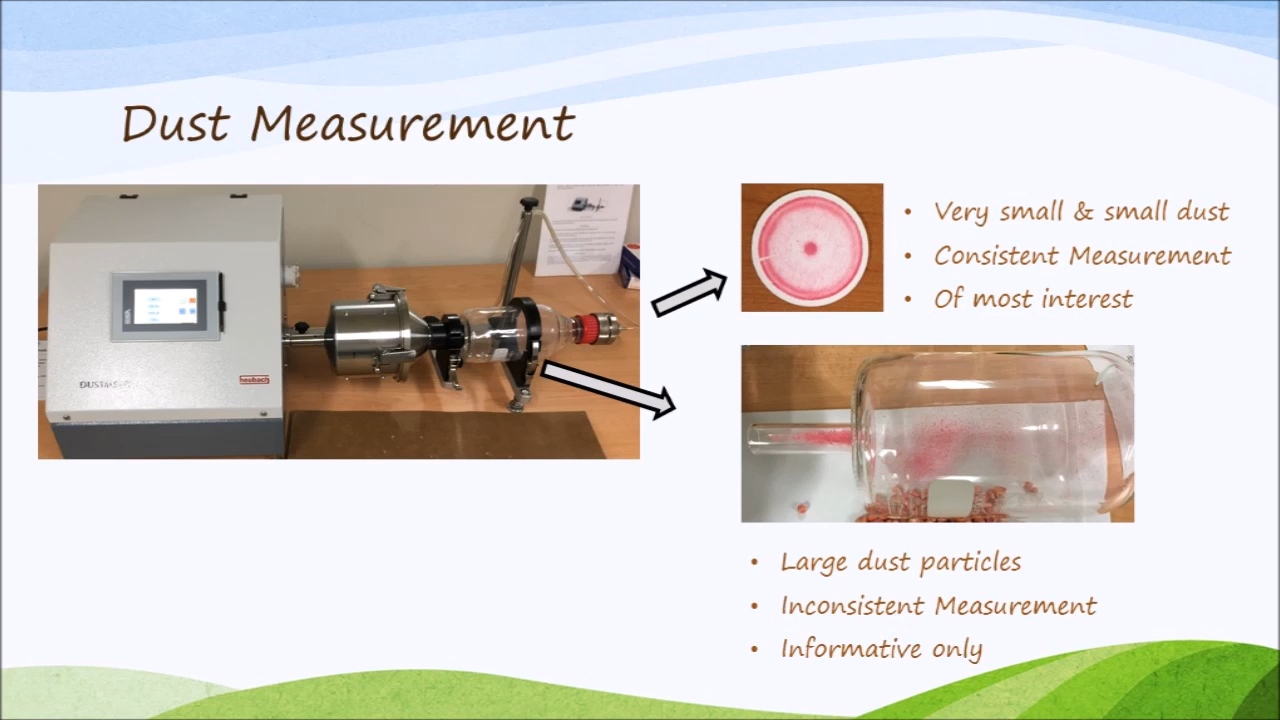 Dust Measurement
heubach
• Very small & small dust
• Consistent Measurement
• Of most interest
• Large dust particles
• Inconsistent Measurement
• Informative only